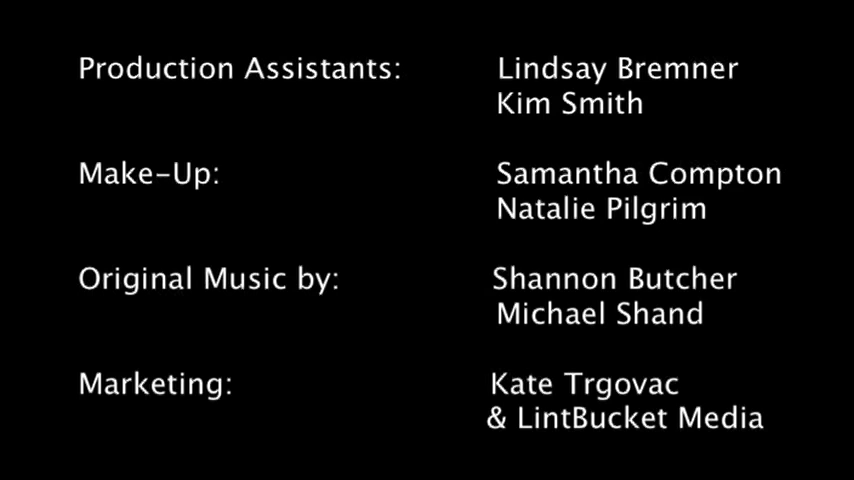 Production Assistants: Lindsay Bremner
Kim Smith
Make-Up: Samantha Compton
Natalie Pilgrim
Original Music by: Shannon Butcher
Michael Shand
Marketing: Kate Trgovac
& LintBucket Media